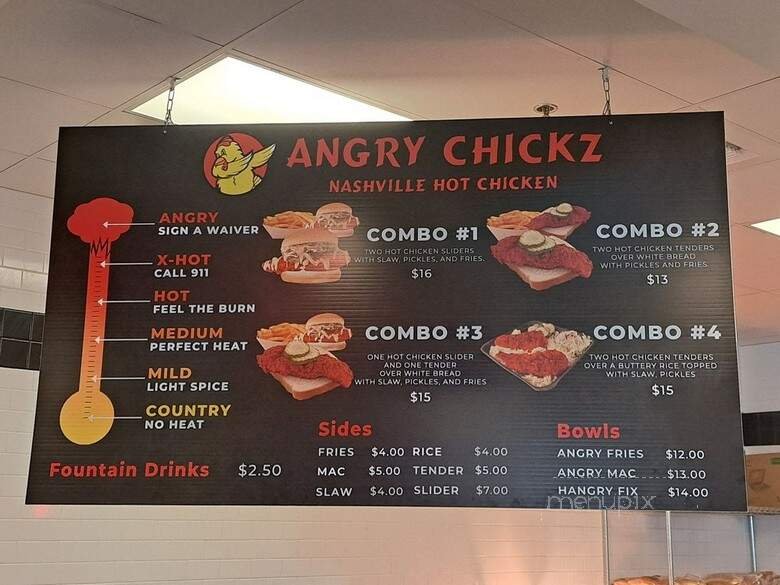 ANGRY CHICKZ
NASHVILLE HOT CHICKEN
ANGRY
SIGN A WAIVER
X-HOT
CALL 911
HOT
FEEL THE BURN
MEDIUM
PERFECT HEAT
MILD
LIGHT SPICE
COUNTRY
NO HEAT
COMBO #1
TWO HOT CHICKEN SLIDERS
WITH SLAW, PICKLES, AND FRIES.
$16
COMBO #2
TWO HOT CHICKEN TENDERS
OVER WHITE BREAD
WITH PICKLES AND FRIES
$13
COMBO #3
ONE HOT CHICKEN SLIDER
AND ONE TENDER
OVER WHITE BREAD
WITH SLAW, PICKLES, AND FRIES
$15
COMBO #4
TWO HOT CHICKEN TENDERS
OVER A BUTTERY RICE TOPPED
WITH SLAW, PICKLES
$15
Fountain Drinks $2.50
Sides
FRIES $4.00 RICE $4.00
MAC $5.00 TENDER $5.00
SLAW $4.00 SLIDER $7.00
Bowls
ANGRY FRIES $12.00
ANGRY MAC $13.00
HANGRY FIX $14.00
menupix